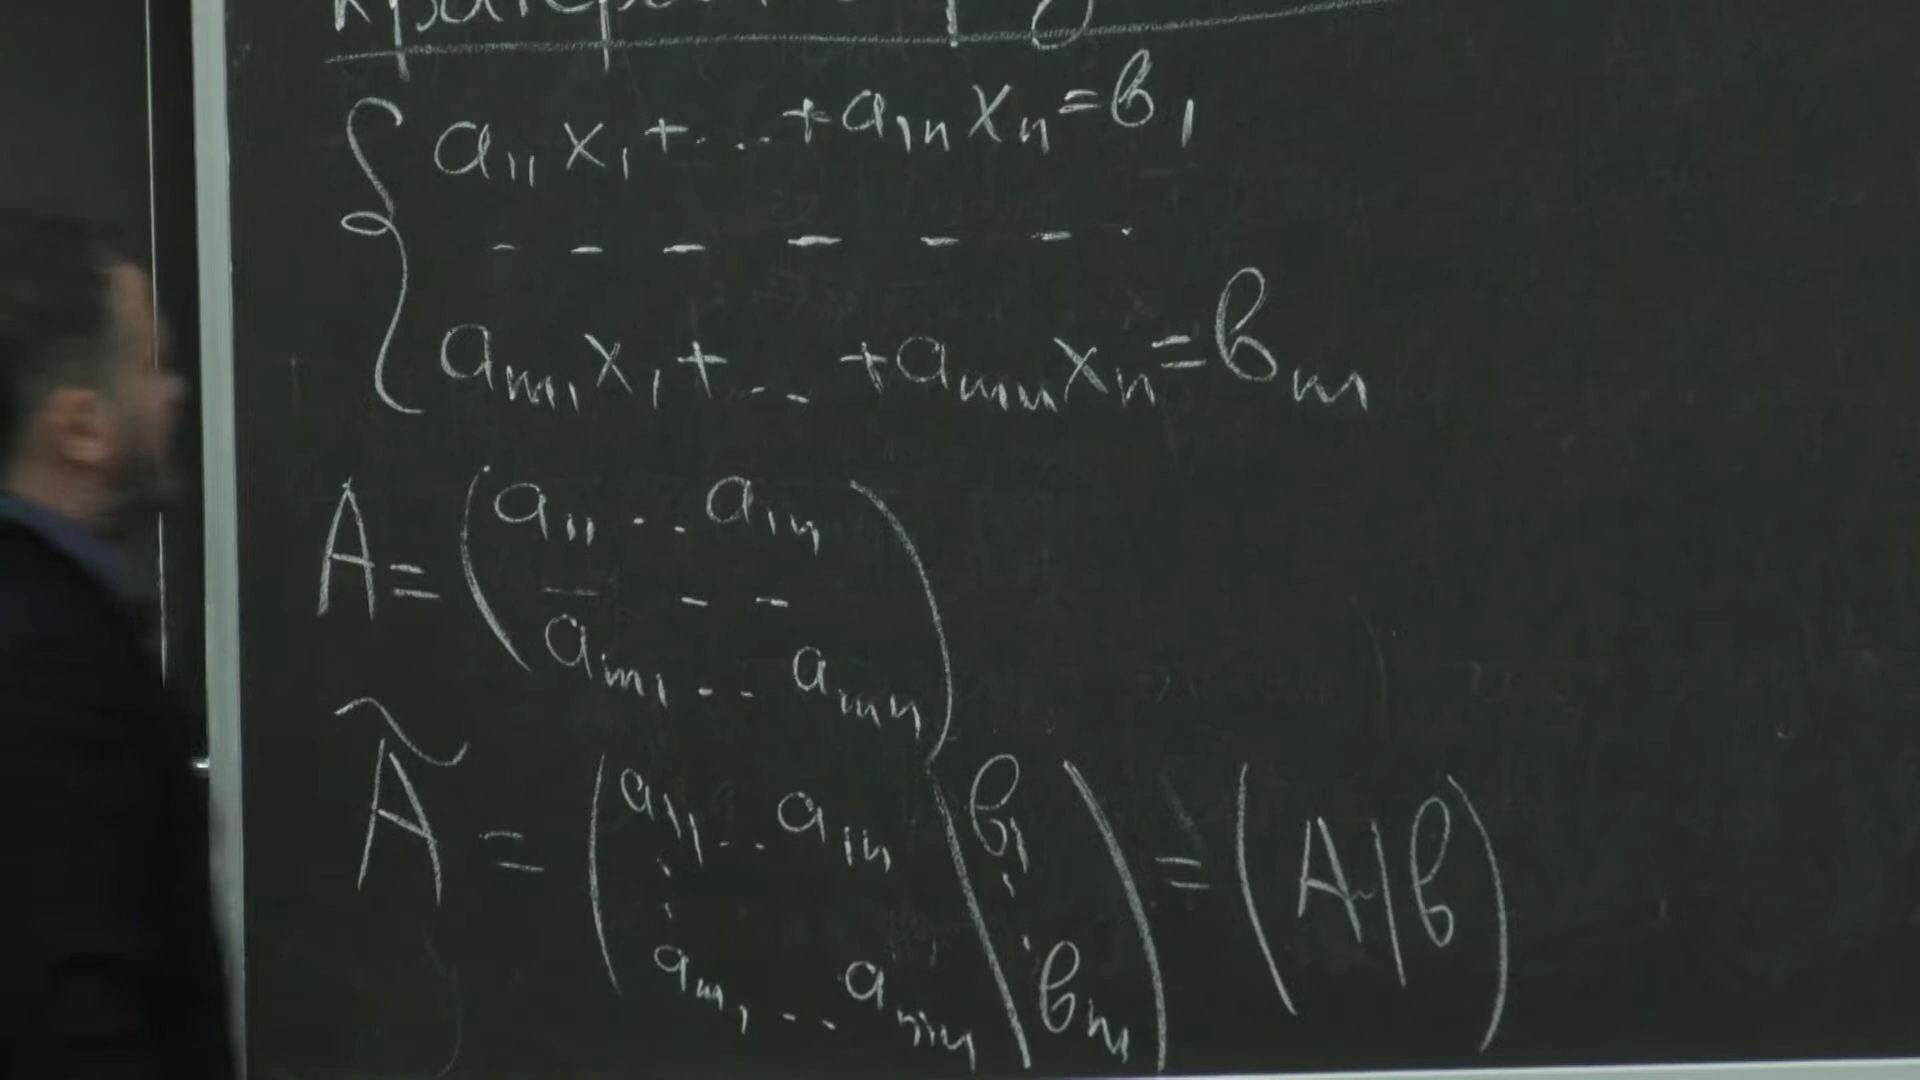 { a₁₁x₁+...+a₁ₙxₙ=b₁
- - - - - - .
aₘ₁x₁+... +aₘₙxₙ=bₘ
A = ( a₁₁ .. a₁ₙ
- - -
aₘ₁ .. aₘₙ )
Ã = ( a₁₁ .. a₁ₙ | b₁ ) = (A|b)
⋮ ⋮
aₘ₁ .. aₘₙ | bₘ